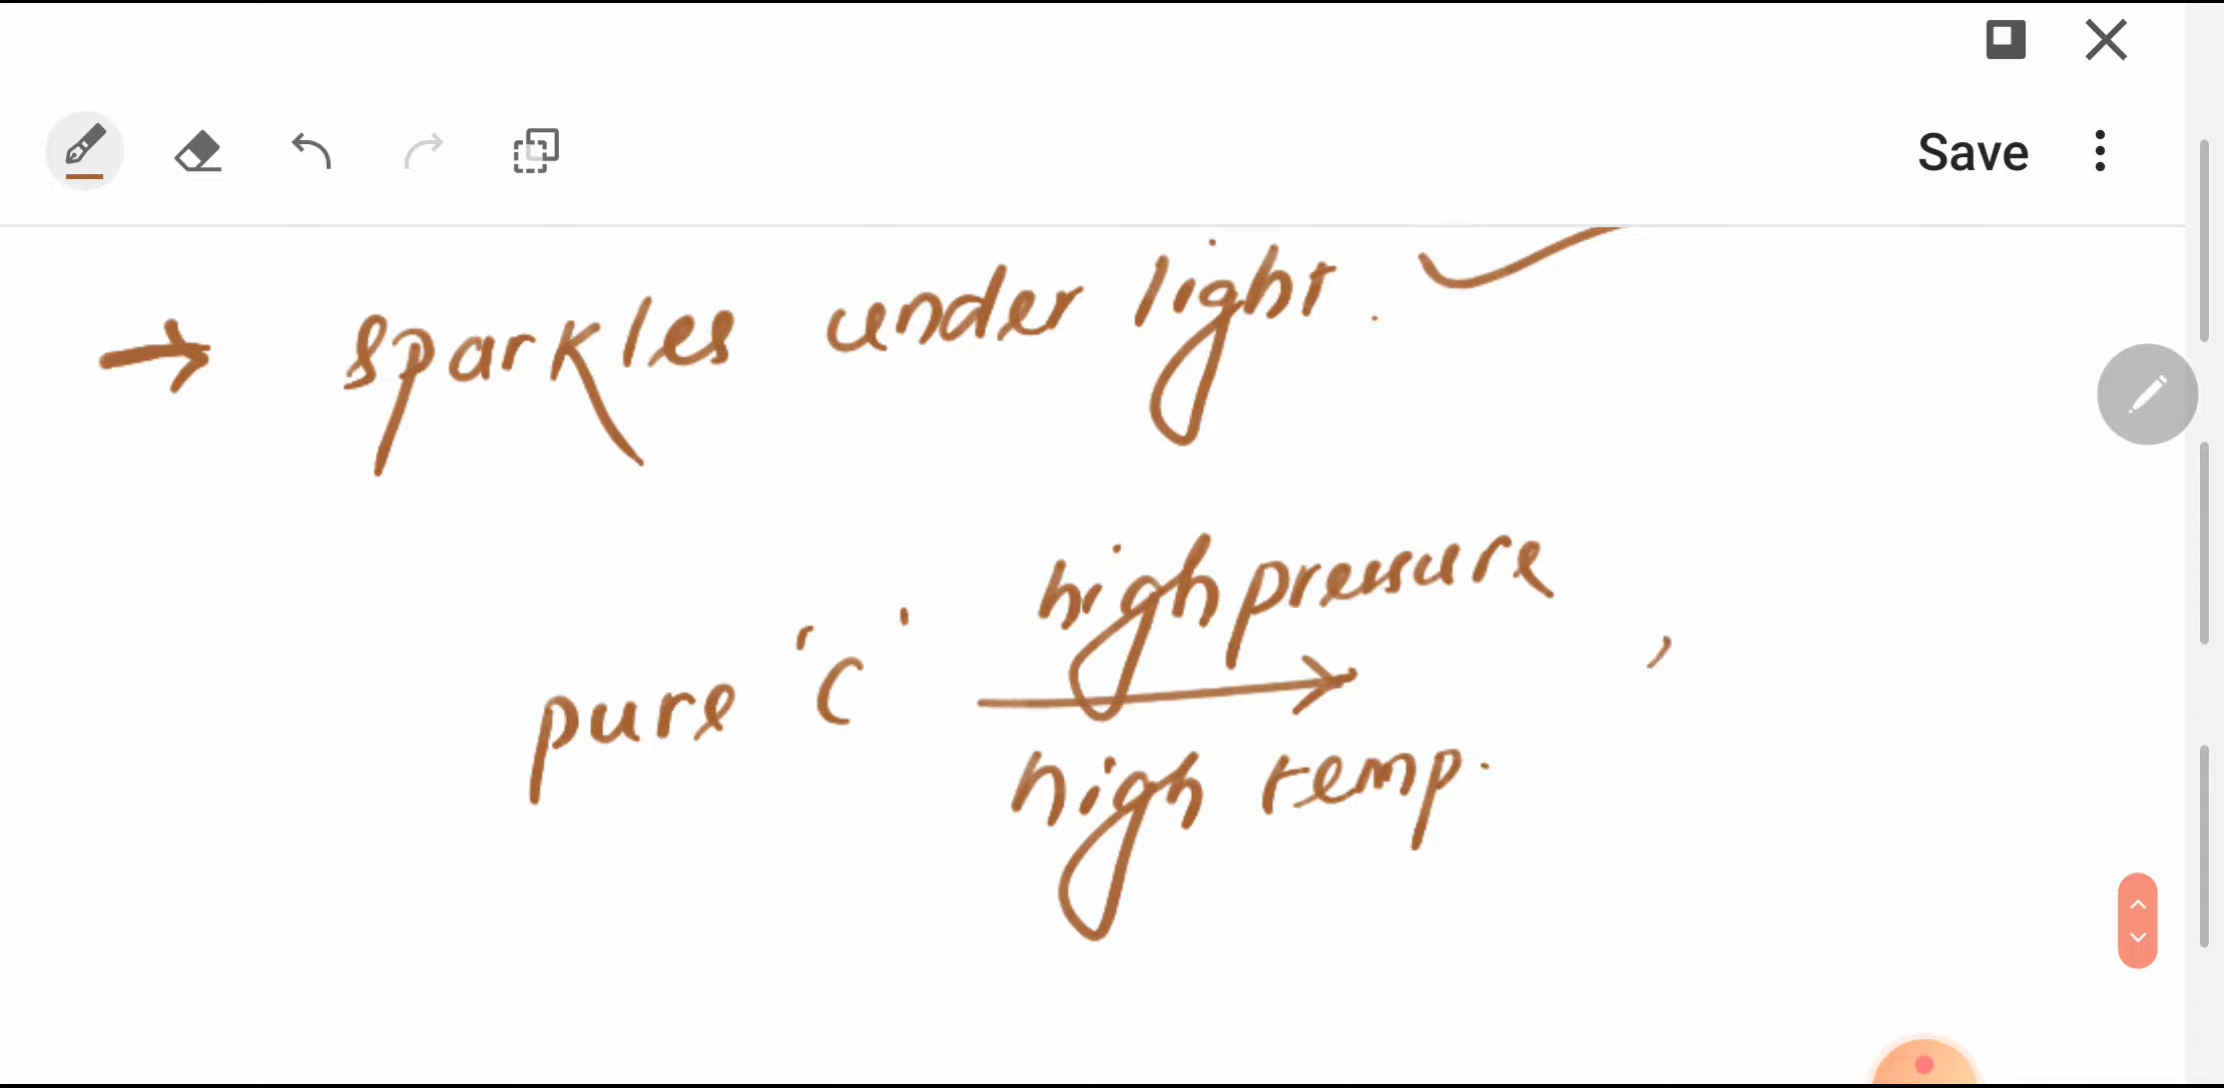 Save
→ sparkles under light.
high pressure
pure 'C' → ,
high temp.